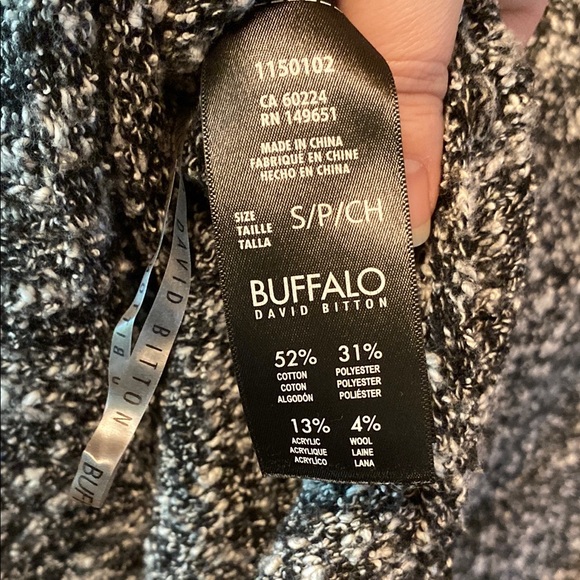 1150102
CA 60224
RN 149651
MADE IN CHINA
FABRIQUÉ EN CHINE
HECHO EN CHINA
SIZE
TAILLE
TALLA
S/P/CH
BUFFALO
DAVID BITTON
52% 31%
COTTON POLYESTER
COTON POLYESTER
ALGODÓN POLIÉSTER
13% 4%
ACRYLIC WOOL
ACRYLIQUE LAINE
ACRYLÍCO LANA
DAVID BITTON
BUFF